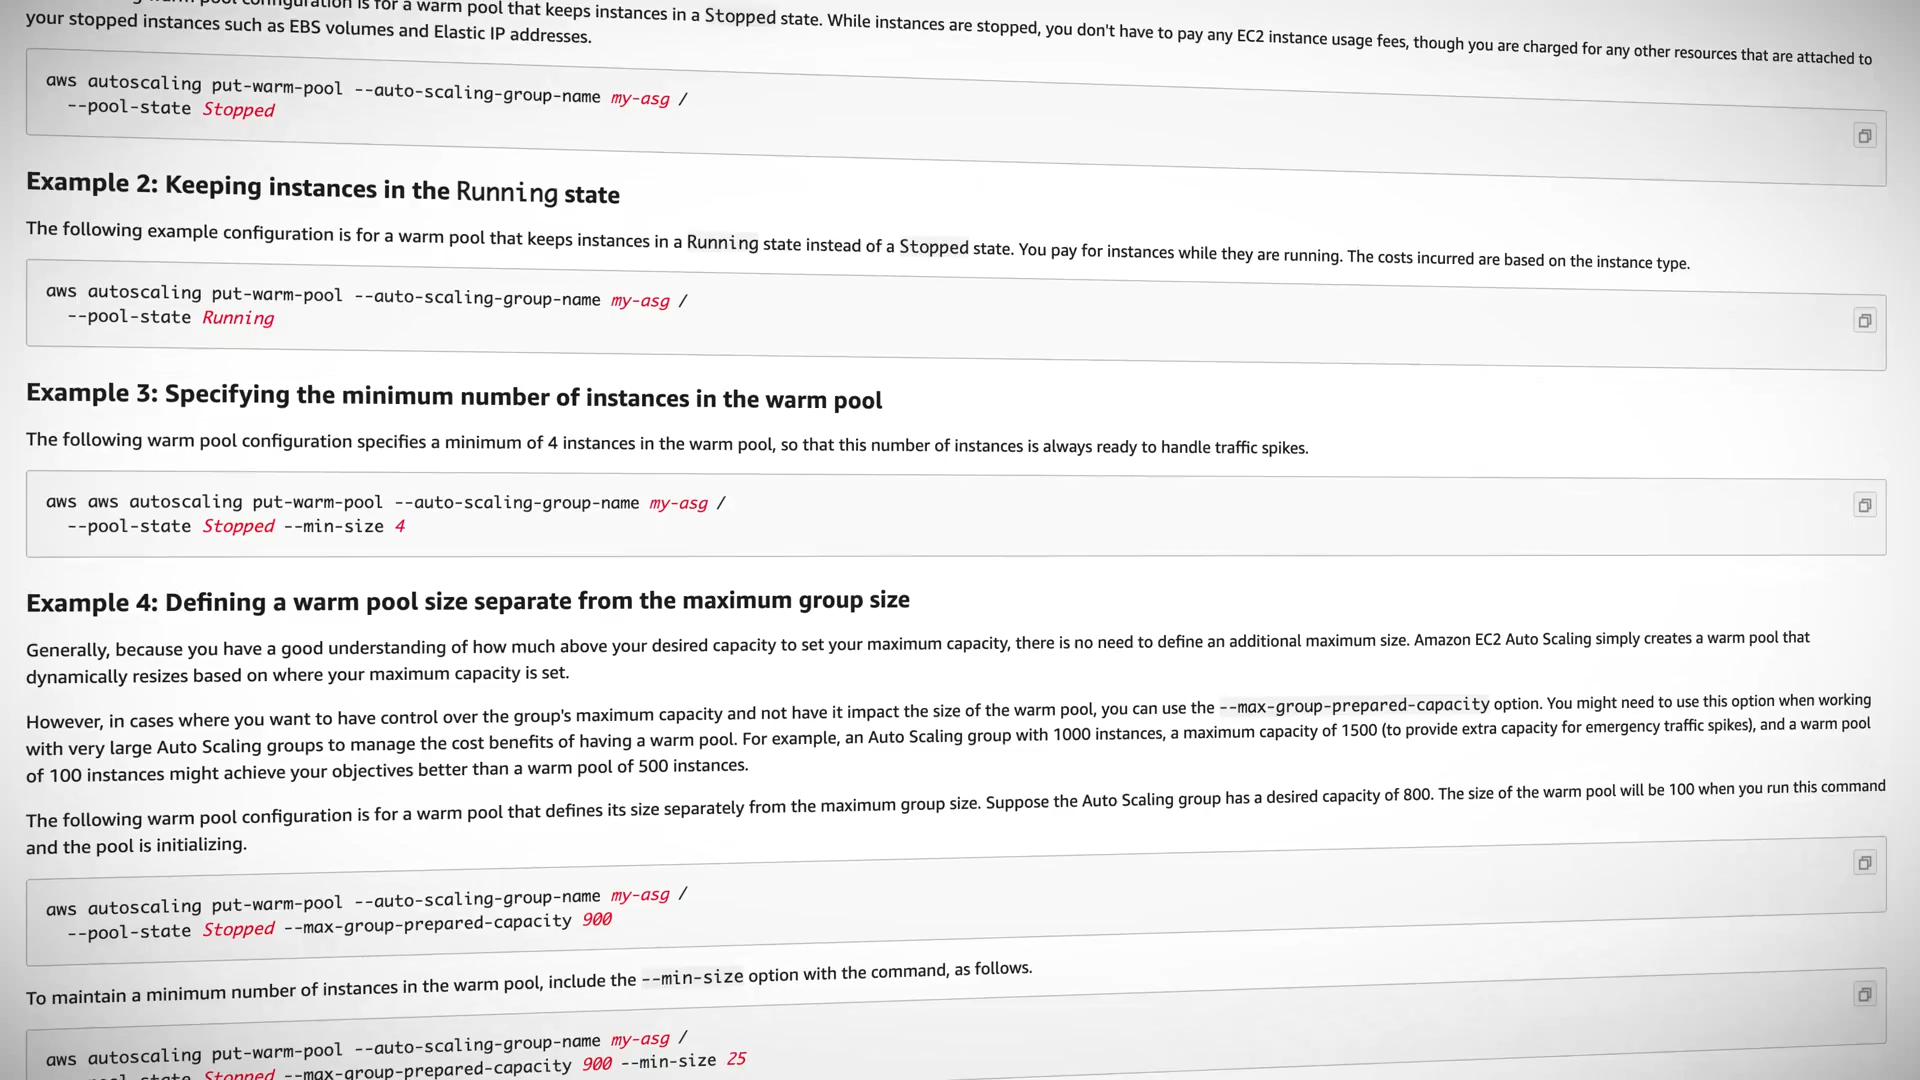 configuration is for a warm pool that keeps instances in a Stopped state. While instances are stopped, you don't have to pay any EC2 instance usage fees, though you are charged for any other resources that are attached to
your stopped instances such as EBS volumes and Elastic IP addresses.
aws autoscaling put-warm-pool --auto-scaling-group-name my-asg /
--pool-state Stopped
Example 2: Keeping instances in the Running state
The following example configuration is for a warm pool that keeps instances in a Running state instead of a Stopped state. You pay for instances while they are running. The costs incurred are based on the instance type.
aws autoscaling put-warm-pool --auto-scaling-group-name my-asg /
--pool-state Running
Example 3: Specifying the minimum number of instances in the warm pool
The following warm pool configuration specifies a minimum of 4 instances in the warm pool, so that this number of instances is always ready to handle traffic spikes.
aws aws autoscaling put-warm-pool --auto-scaling-group-name my-asg /
--pool-state Stopped --min-size 4
Example 4: Defining a warm pool size separate from the maximum group size
Generally, because you have a good understanding of how much above your desired capacity to set your maximum capacity, there is no need to define an additional maximum size. Amazon EC2 Auto Scaling simply creates a warm pool that
dynamically resizes based on where your maximum capacity is set.
However, in cases where you want to have control over the group's maximum capacity and not have it impact the size of the warm pool, you can use the --max-group-prepared-capacity option. You might need to use this option when working
with very large Auto Scaling groups to manage the cost benefits of having a warm pool. For example, an Auto Scaling group with 1000 instances, a maximum capacity of 1500 (to provide extra capacity for emergency traffic spikes), and a warm pool
of 100 instances might achieve your objectives better than a warm pool of 500 instances.
The following warm pool configuration is for a warm pool that defines its size separately from the maximum group size. Suppose the Auto Scaling group has a desired capacity of 800. The size of the warm pool will be 100 when you run this command
and the pool is initializing.
aws autoscaling put-warm-pool --auto-scaling-group-name my-asg /
--pool-state Stopped --max-group-prepared-capacity 900
To maintain a minimum number of instances in the warm pool, include the --min-size option with the command, as follows.
aws autoscaling put-warm-pool --auto-scaling-group-name my-asg /
--pool-state Stopped --max-group-prepared-capacity 900 --min-size 25